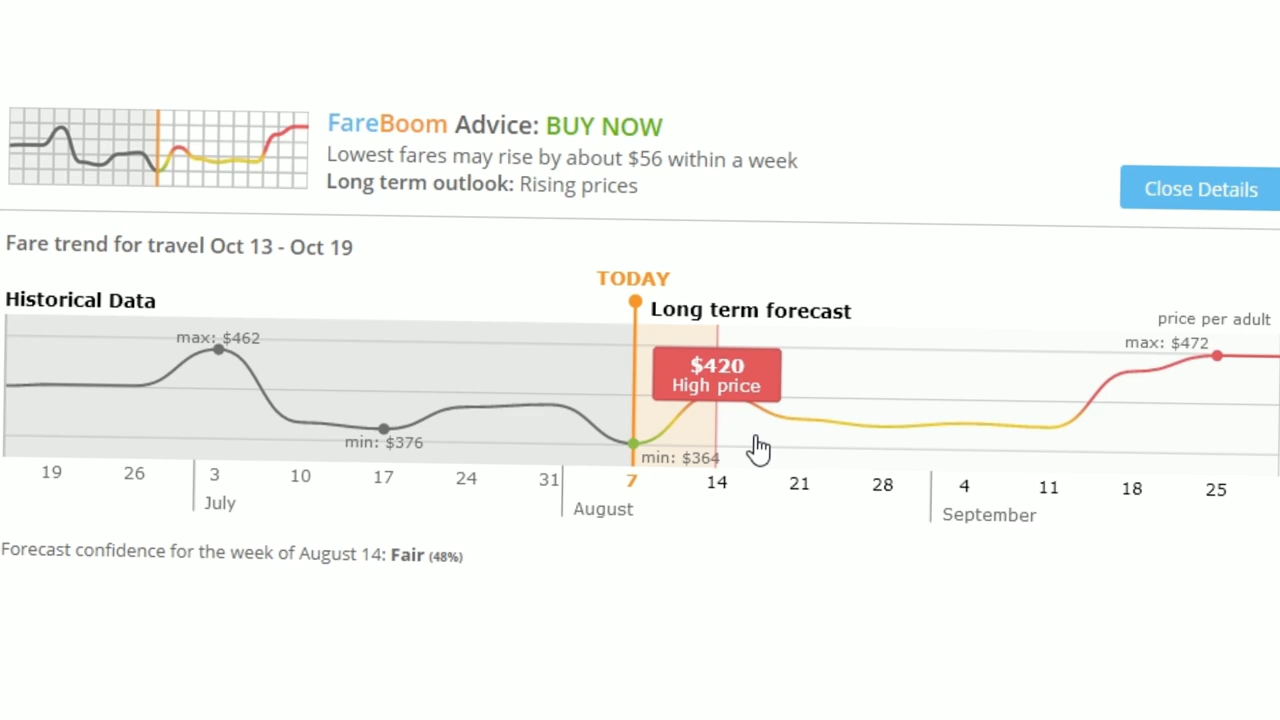 FareBoom Advice: BUY NOW
Lowest fares may rise by about $56 within a week
Long term outlook: Rising prices
Close Details
Fare trend for travel Oct 13 - Oct 19
TODAY
Historical Data
Long term forecast
price per adult
max: $462
max: $472
$420
High price
min: $376
min: $364
19 26 3 10 17 24 31 7 14 21 28 4 11 18 25
July August September
Forecast confidence for the week of August 14: Fair (48%)